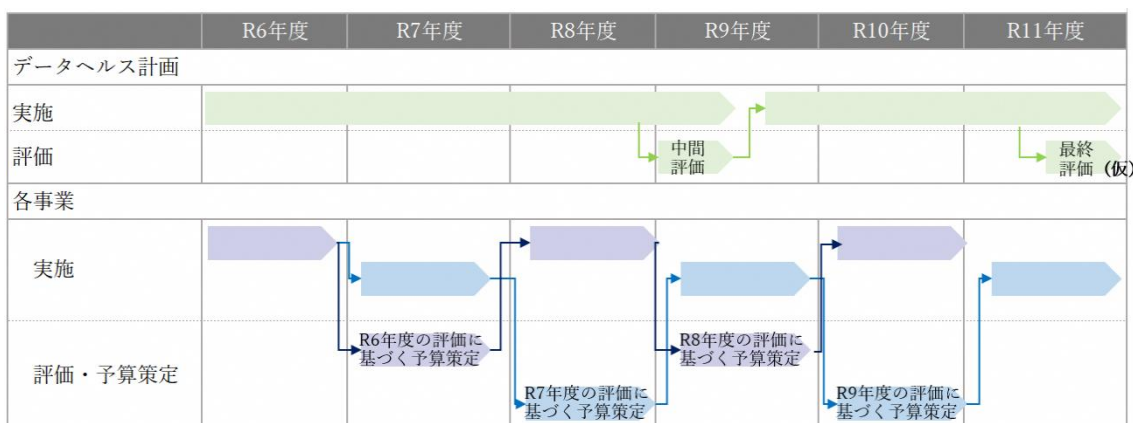 R6年度 R7年度 R8年度 R9年度 R10年度 R11年度
データヘルス計画
実施
評価
中間
評価
最終
評価（仮）
各事業
実施
評価・予算策定
R6年度の評価に
基づく予算策定
R8年度の評価に
基づく予算策定
R7年度の評価に
基づく予算策定
R9年度の評価に
基づく予算策定